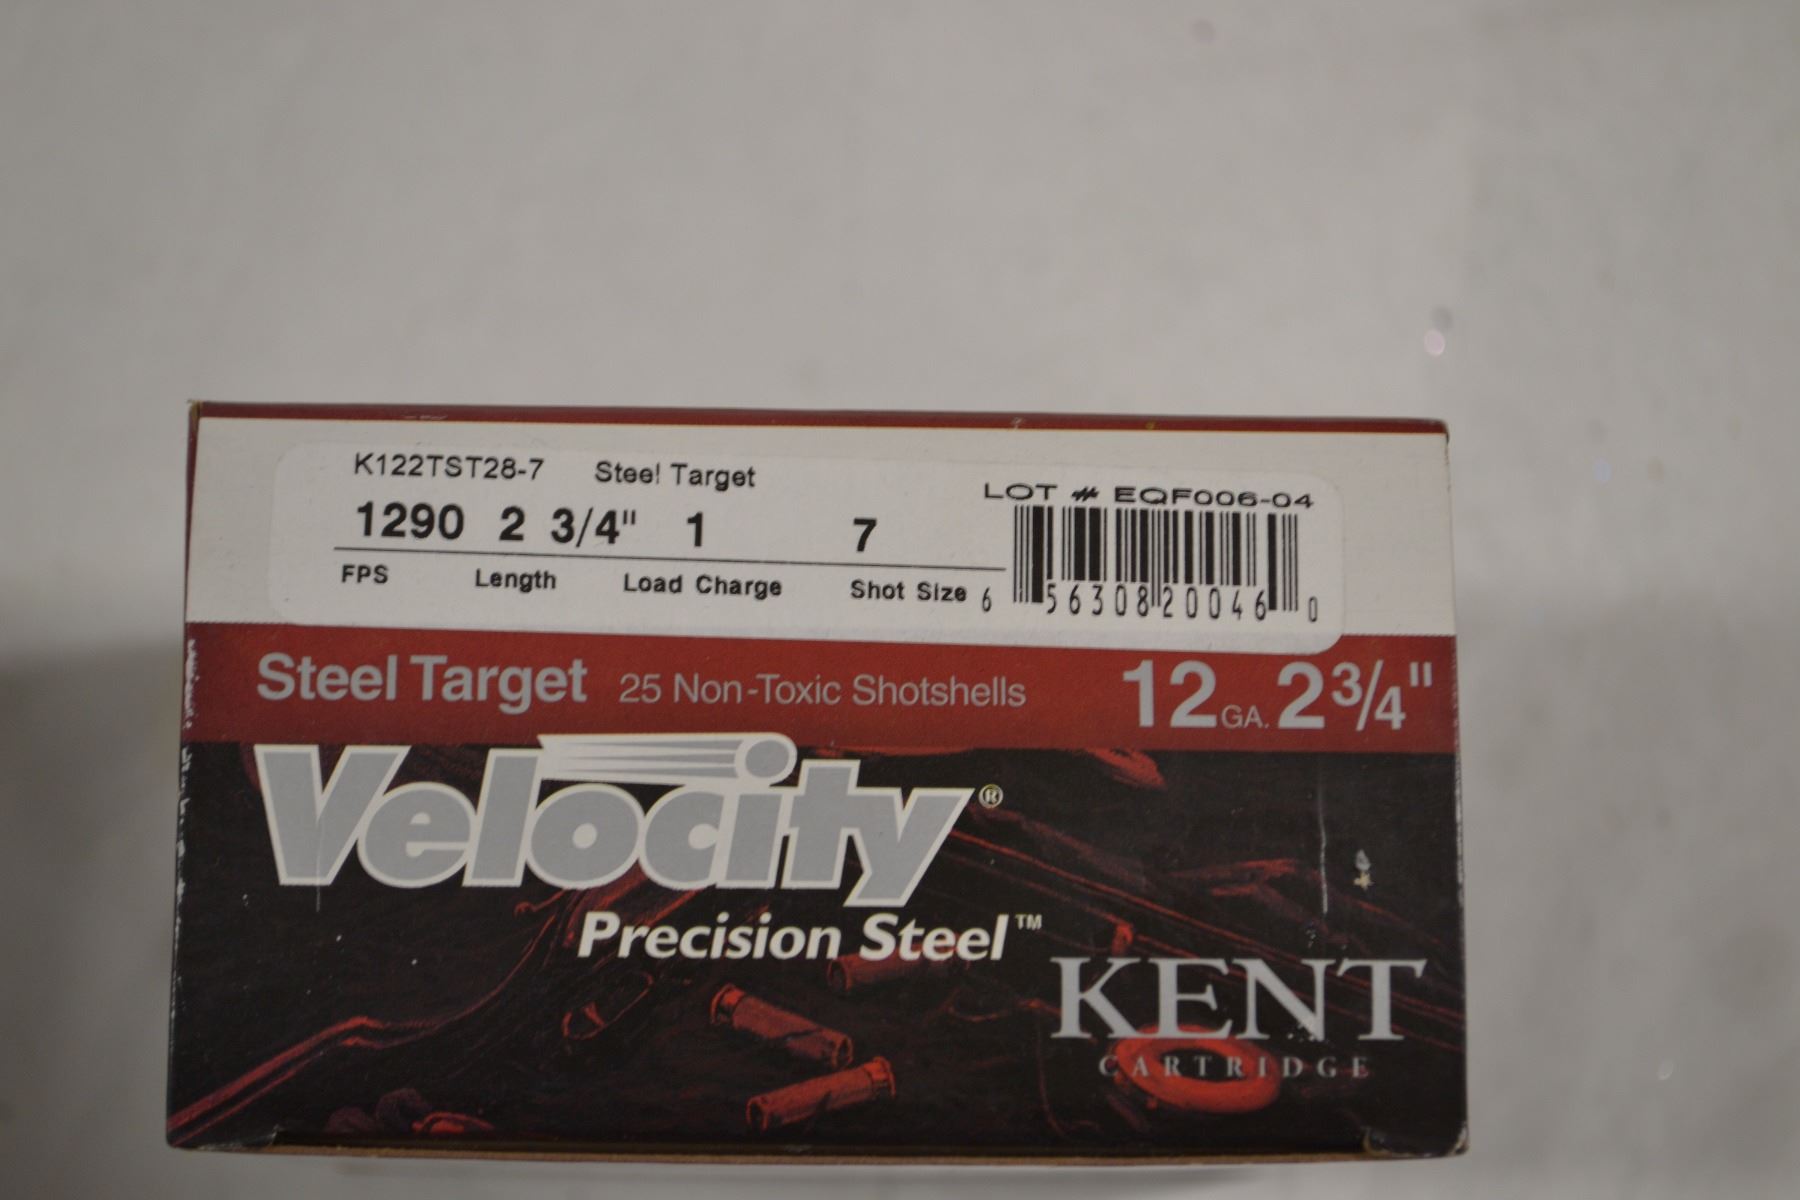 K122TST28-7 Steel Target
LOT # EQF006-04
1290 2 3/4" 1 7
FPS Length Load Charge Shot Size
6 56308 20046 0
Steel Target 25 Non-Toxic Shotshells 12 GA. 2 3/4"
Velocity®
Precision Steel™
KENT
CARTRIDGE